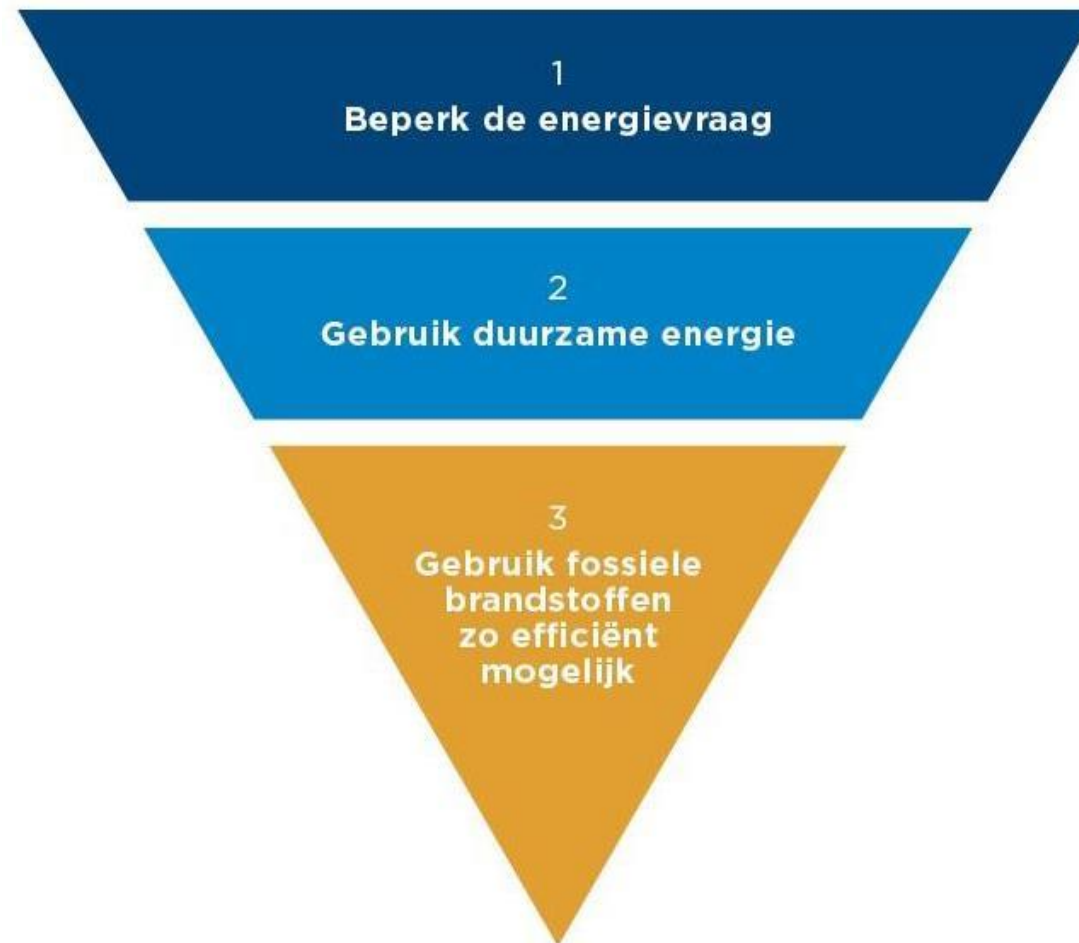 1
Beperk de energievraag
2
Gebruik duurzame energie
3
Gebruik fossiele
brandstoffen
zo efficiënt
mogelijk